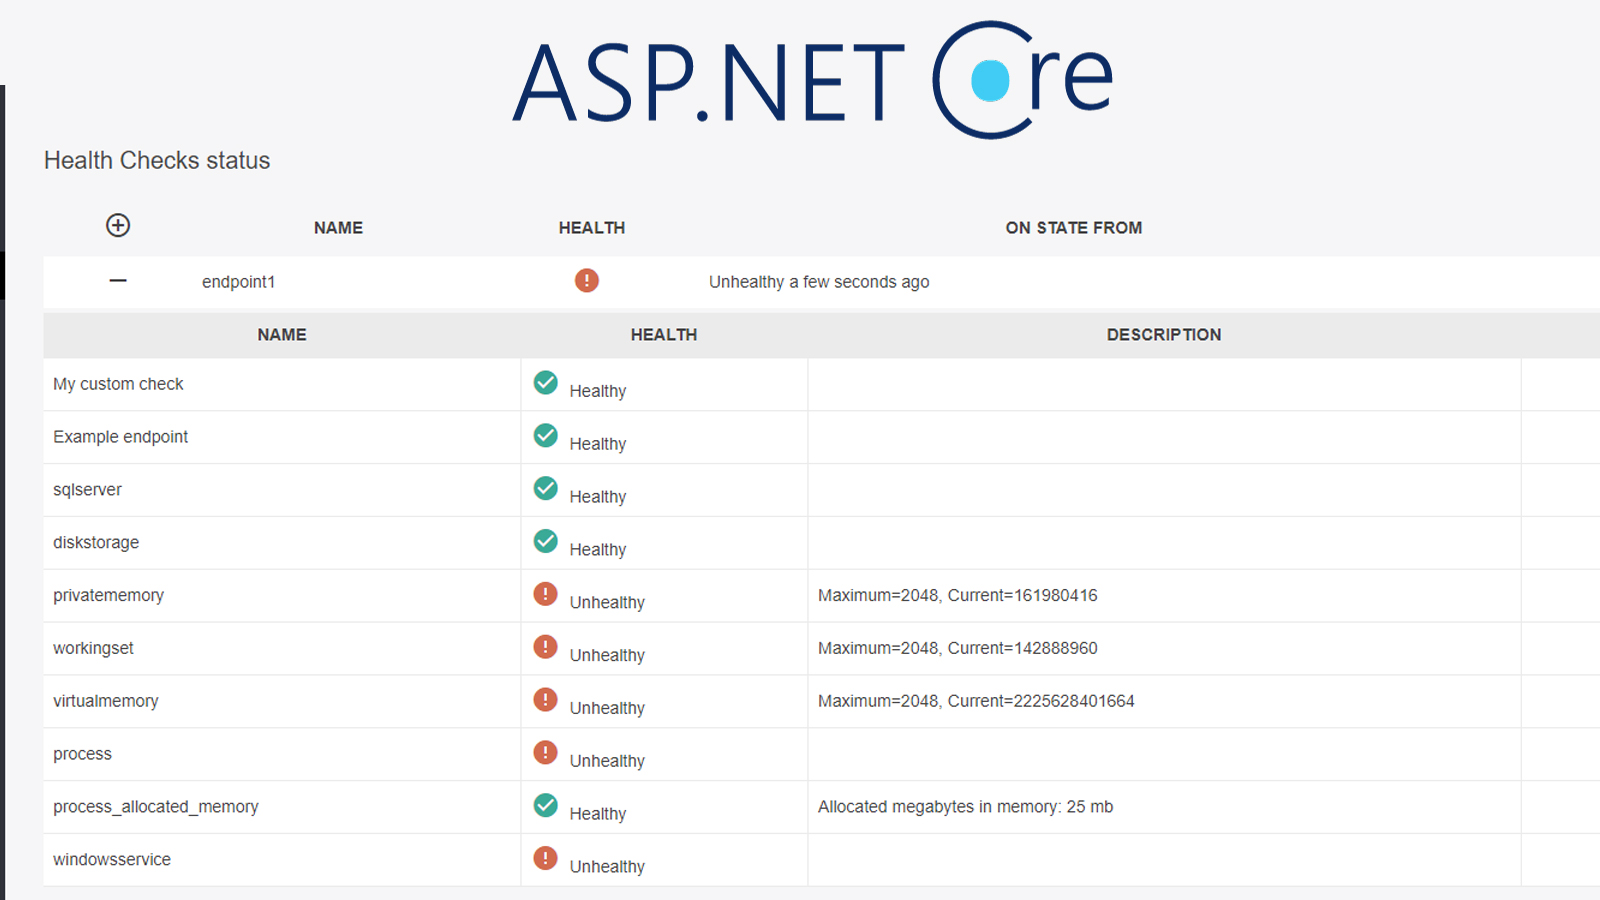 ASP.NET Core
Health Checks status
NAME HEALTH ON STATE FROM
endpoint1 Unhealthy a few seconds ago
NAME HEALTH DESCRIPTION
My custom check Healthy
Example endpoint Healthy
sqlserver Healthy
diskstorage Healthy
privatememory Unhealthy Maximum=2048, Current=161980416
workingset Unhealthy Maximum=2048, Current=142888960
virtualmemory Unhealthy Maximum=2048, Current=2225628401664
process Unhealthy
process_allocated_memory Healthy Allocated megabytes in memory: 25 mb
windowsservice Unhealthy